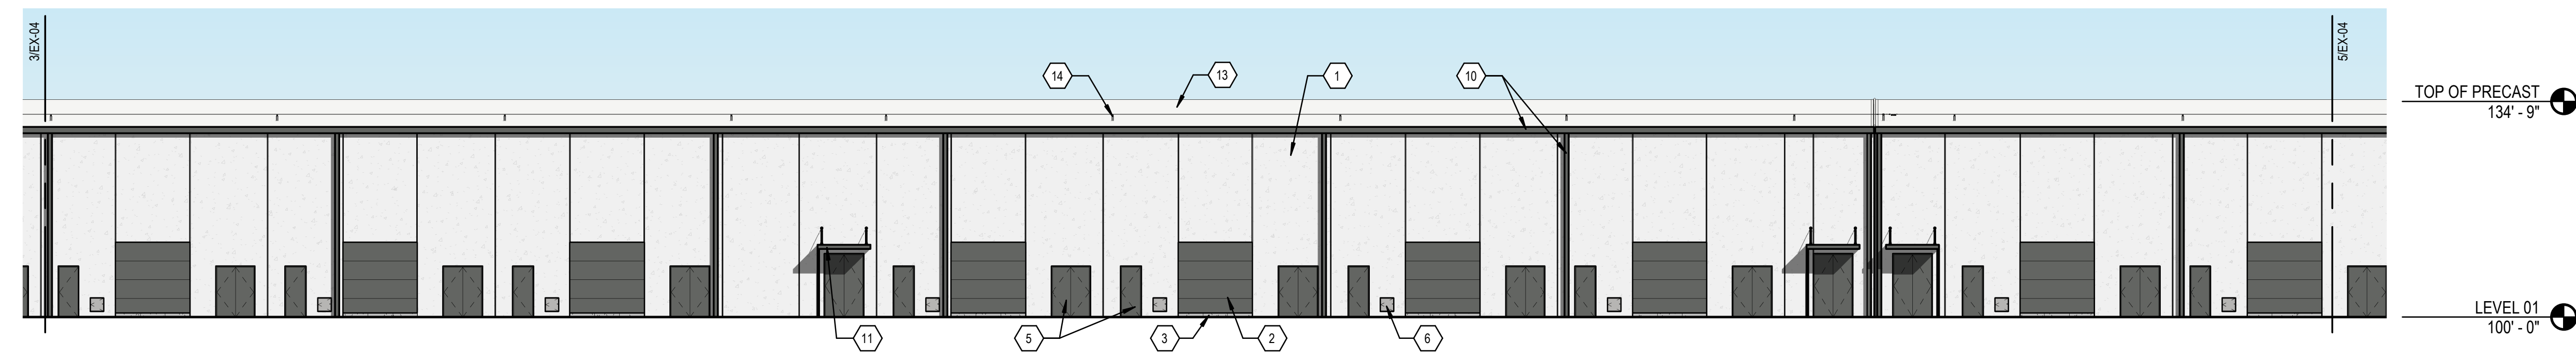 3/EX-04
5/EX-04
14
13
1
10
TOP OF PRECAST
134' - 9"
LEVEL 01
100' - 0"
11
5
3
2
6